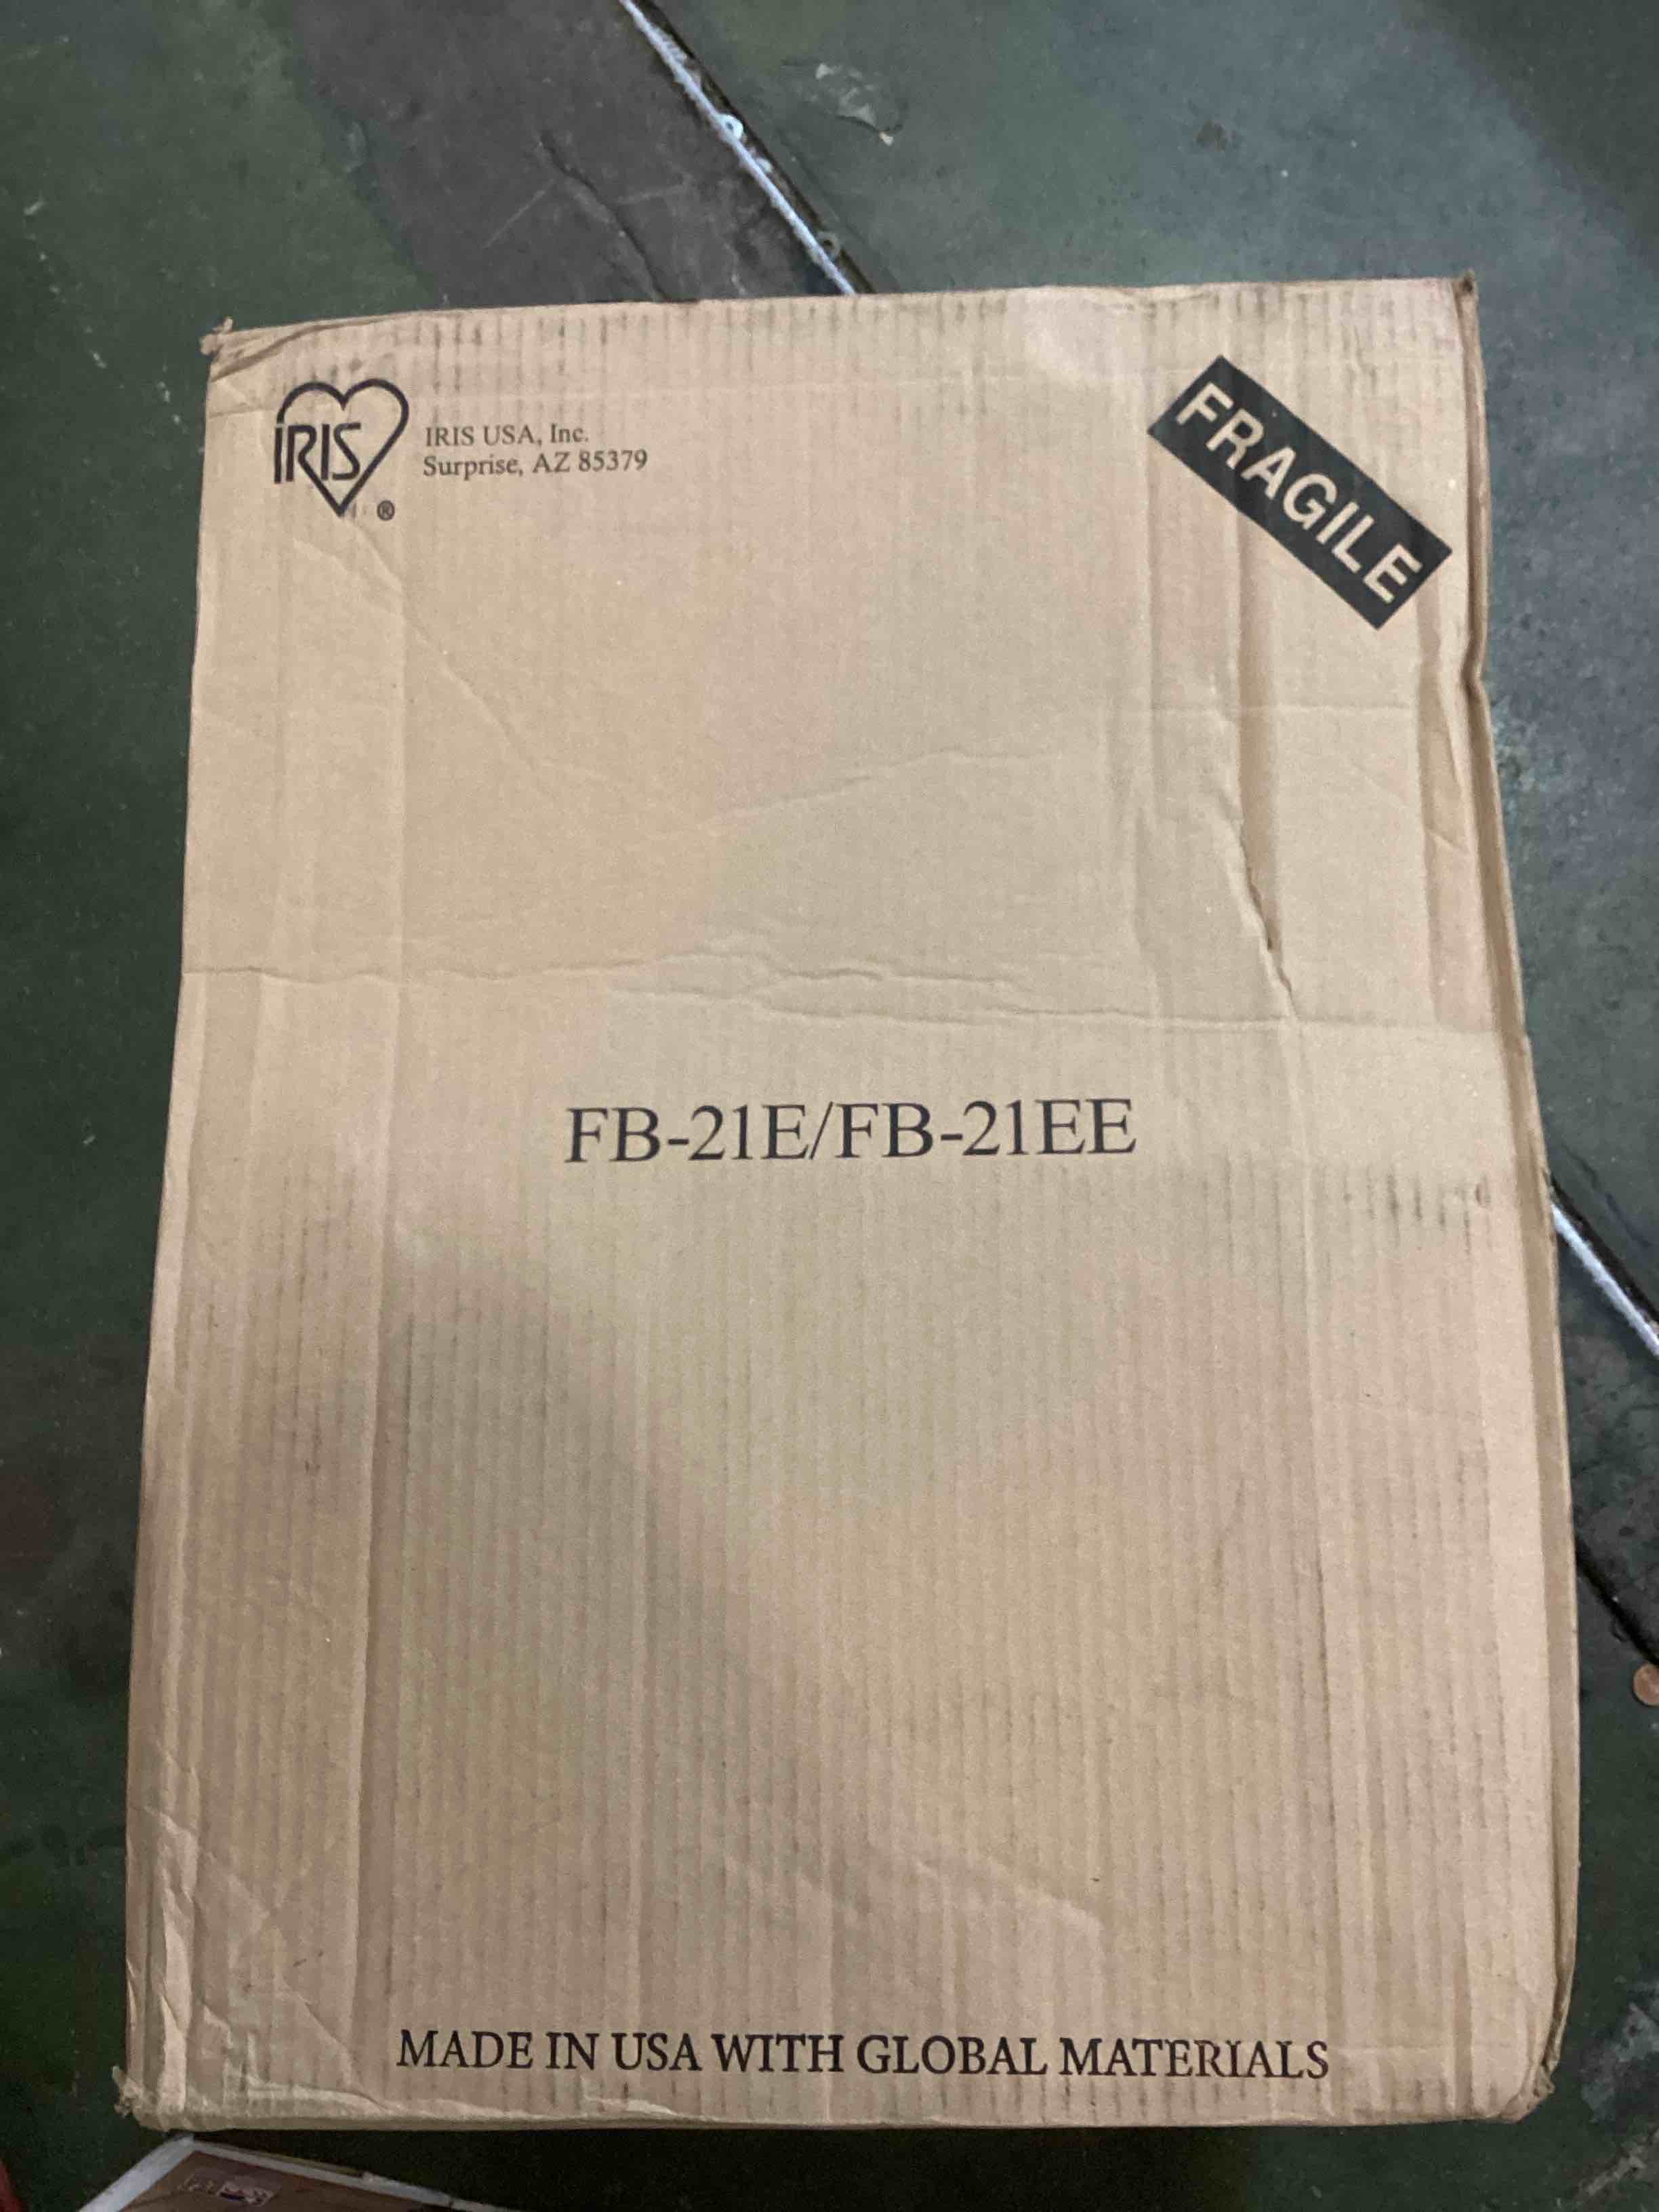 IRIS
®
IRIS USA, Inc.
Surprise, AZ 85379
FRAGILE
FB-21E/FB-21EE
MADE IN USA WITH GLOBAL MATERIALS